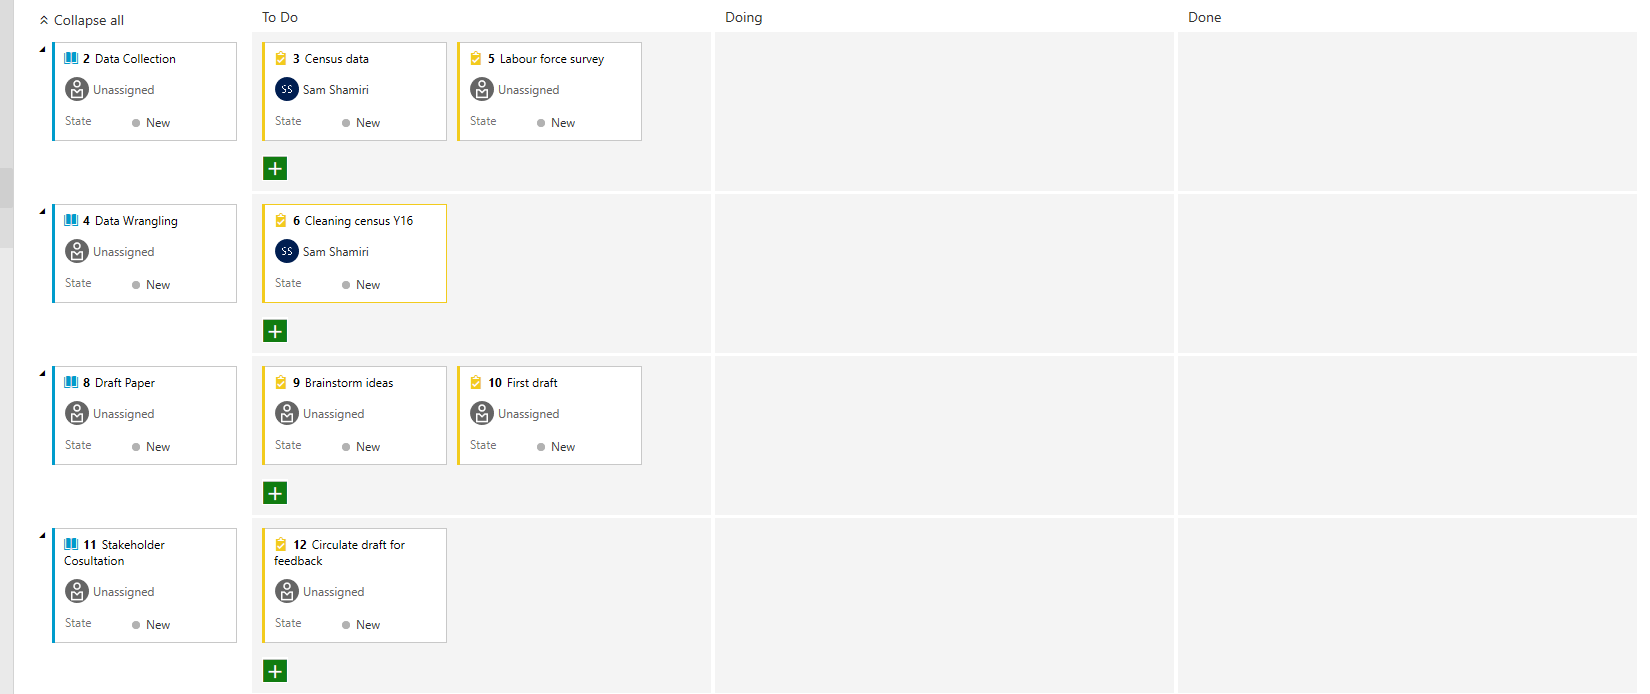 Collapse all
To Do
Doing
Done
2 Data Collection
Unassigned
State New
3 Census data
SS Sam Shamiri
State New
5 Labour force survey
Unassigned
State New
4 Data Wrangling
Unassigned
State New
6 Cleaning census Y16
SS Sam Shamiri
State New
8 Draft Paper
Unassigned
State New
9 Brainstorm ideas
Unassigned
State New
10 First draft
Unassigned
State New
11 Stakeholder
Cosultation
Unassigned
State New
12 Circulate draft for
feedback
Unassigned
State New